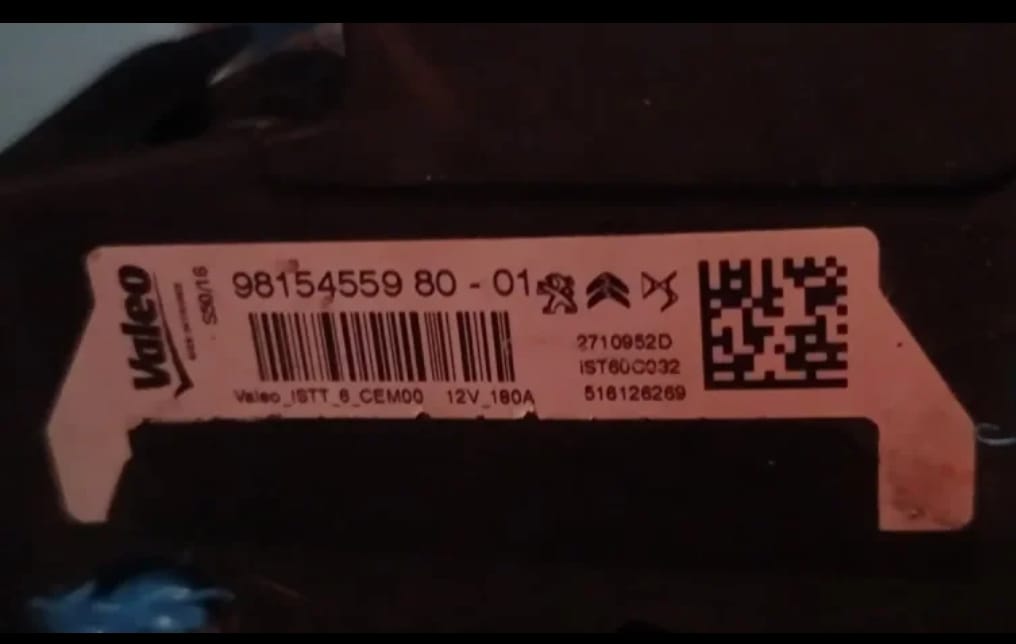 Valeo
S30/16
98154559 80 - 01
2710952D
IST60C032
516126269
Valeo_ISTT_6_CEM00 12V_180A